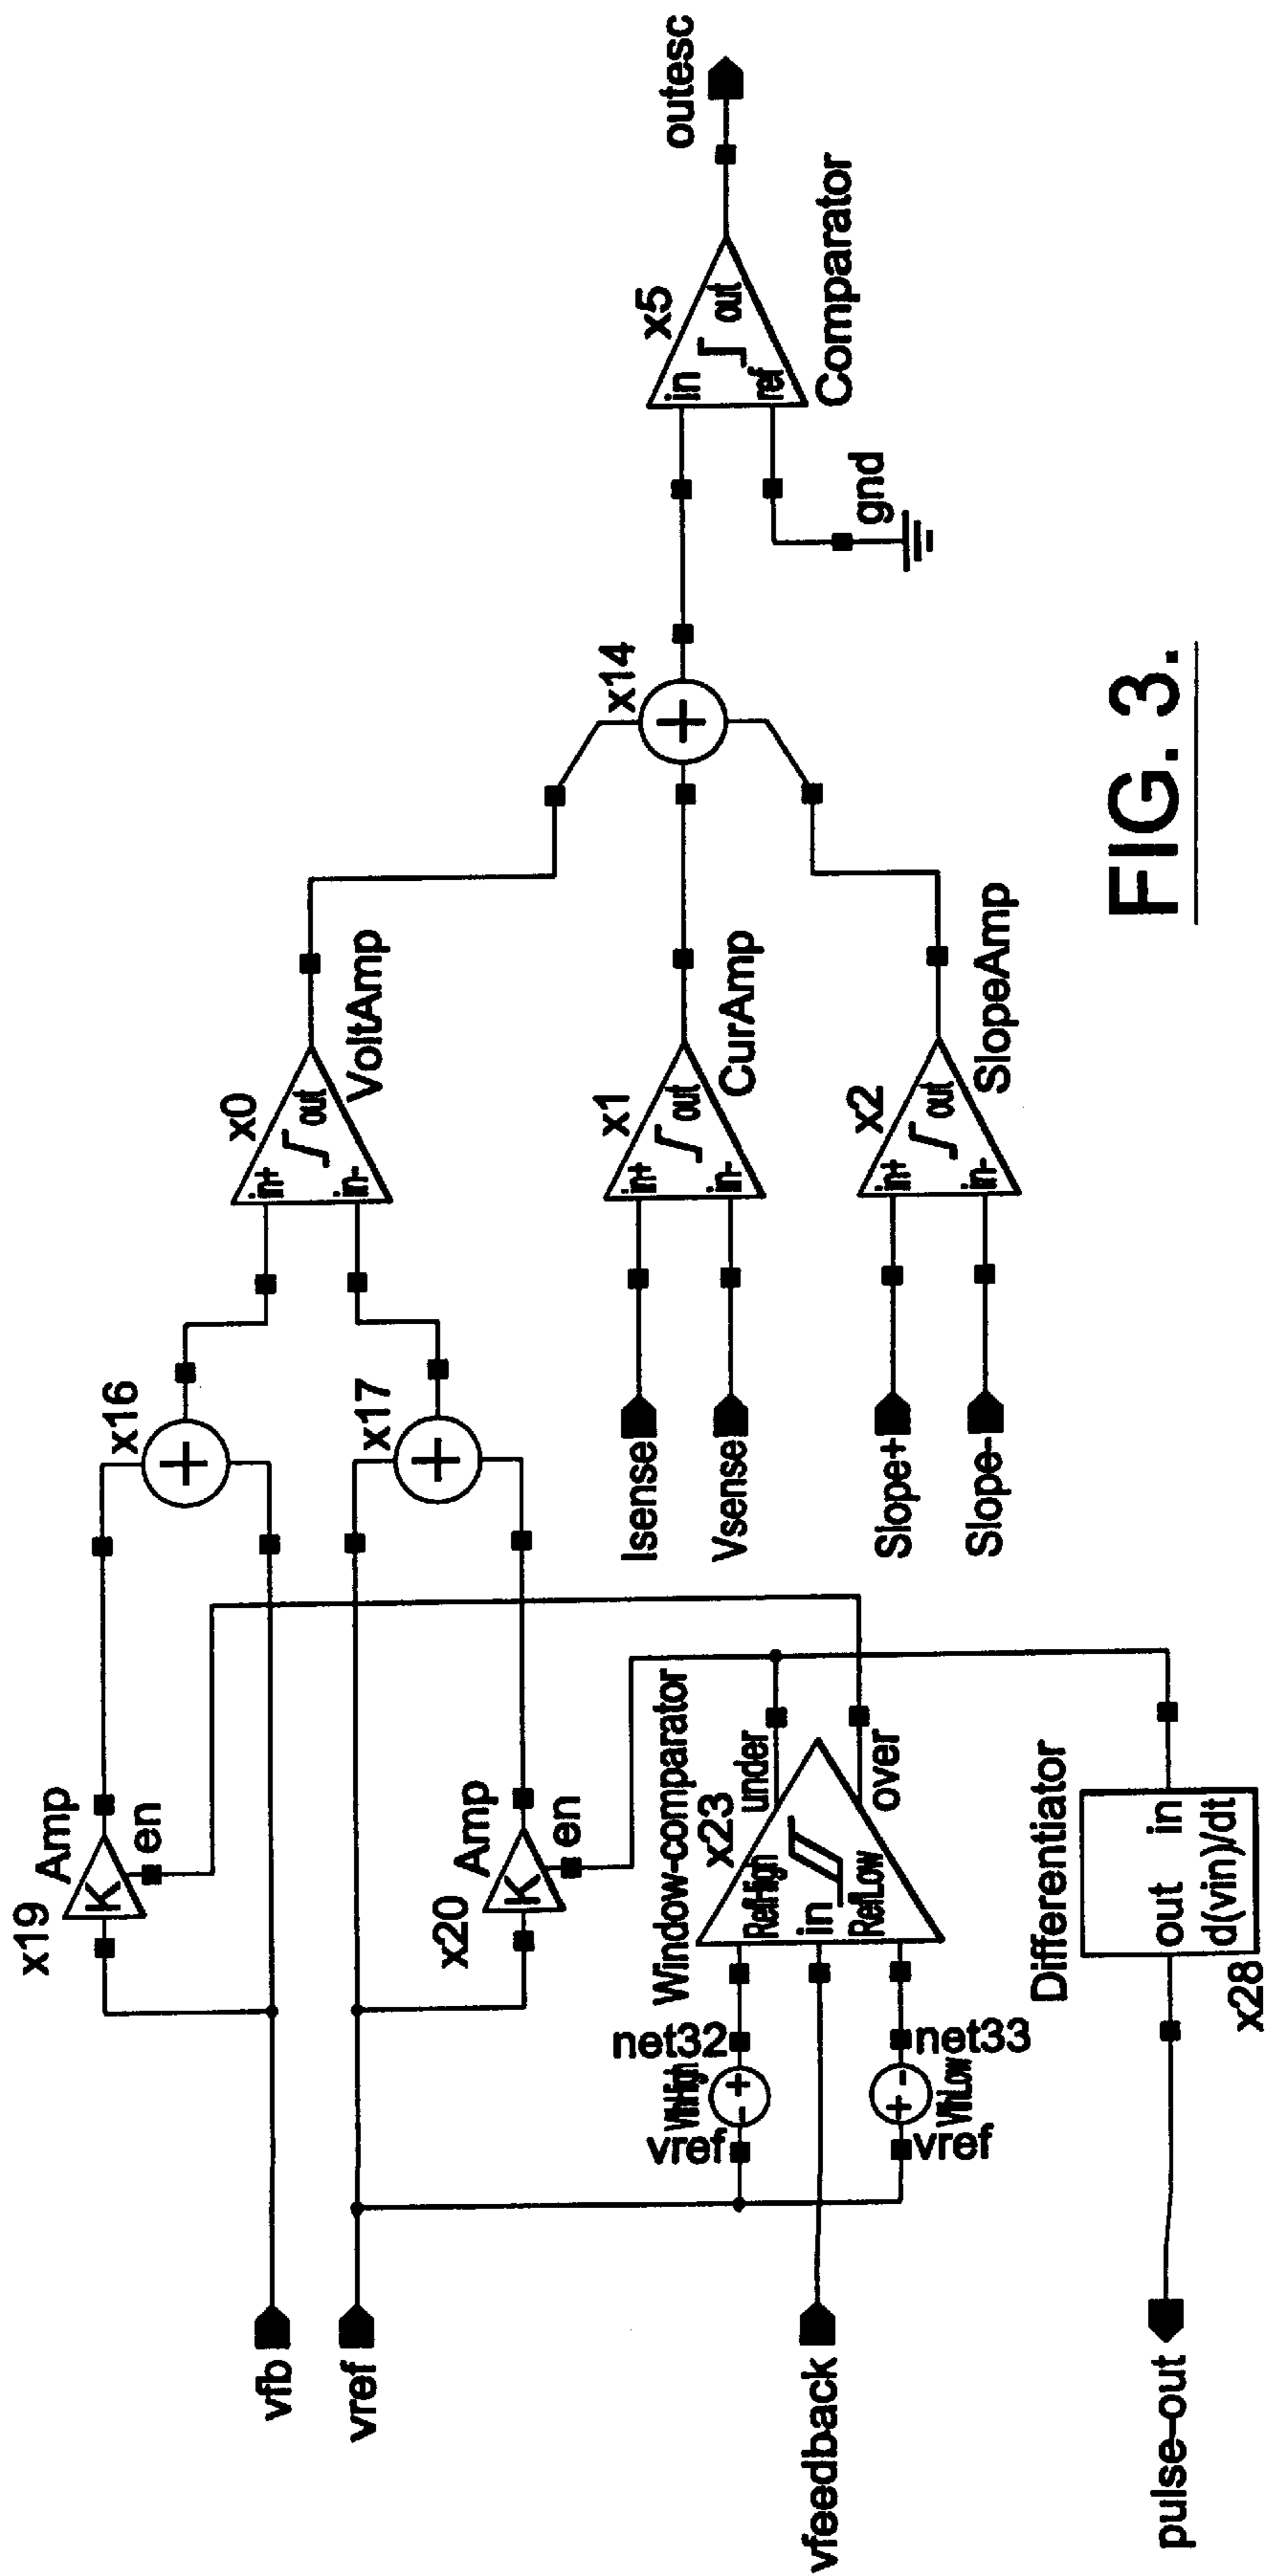 vfb
vref
vfeedback
pulse-out
x19
Amp
K
en
x20
Amp
K
en
x16
+
x17
+
Window-comparator
x23
RefHigh
in
RefLow
under
over
net32
VthHigh
- +
vref
net33
VthLow
+ -
vref
Differentiator
out in
d(vin)/dt
x28
x0
in+
in-
out
VoltAmp
Isense
Vsense
x1
in+
in-
out
CurAmp
Slope+
Slope-
x2
in+
in-
out
SlopeAmp
x14
+
gnd
x5
in
ref
out
Comparator
outesc
FIG. 3.